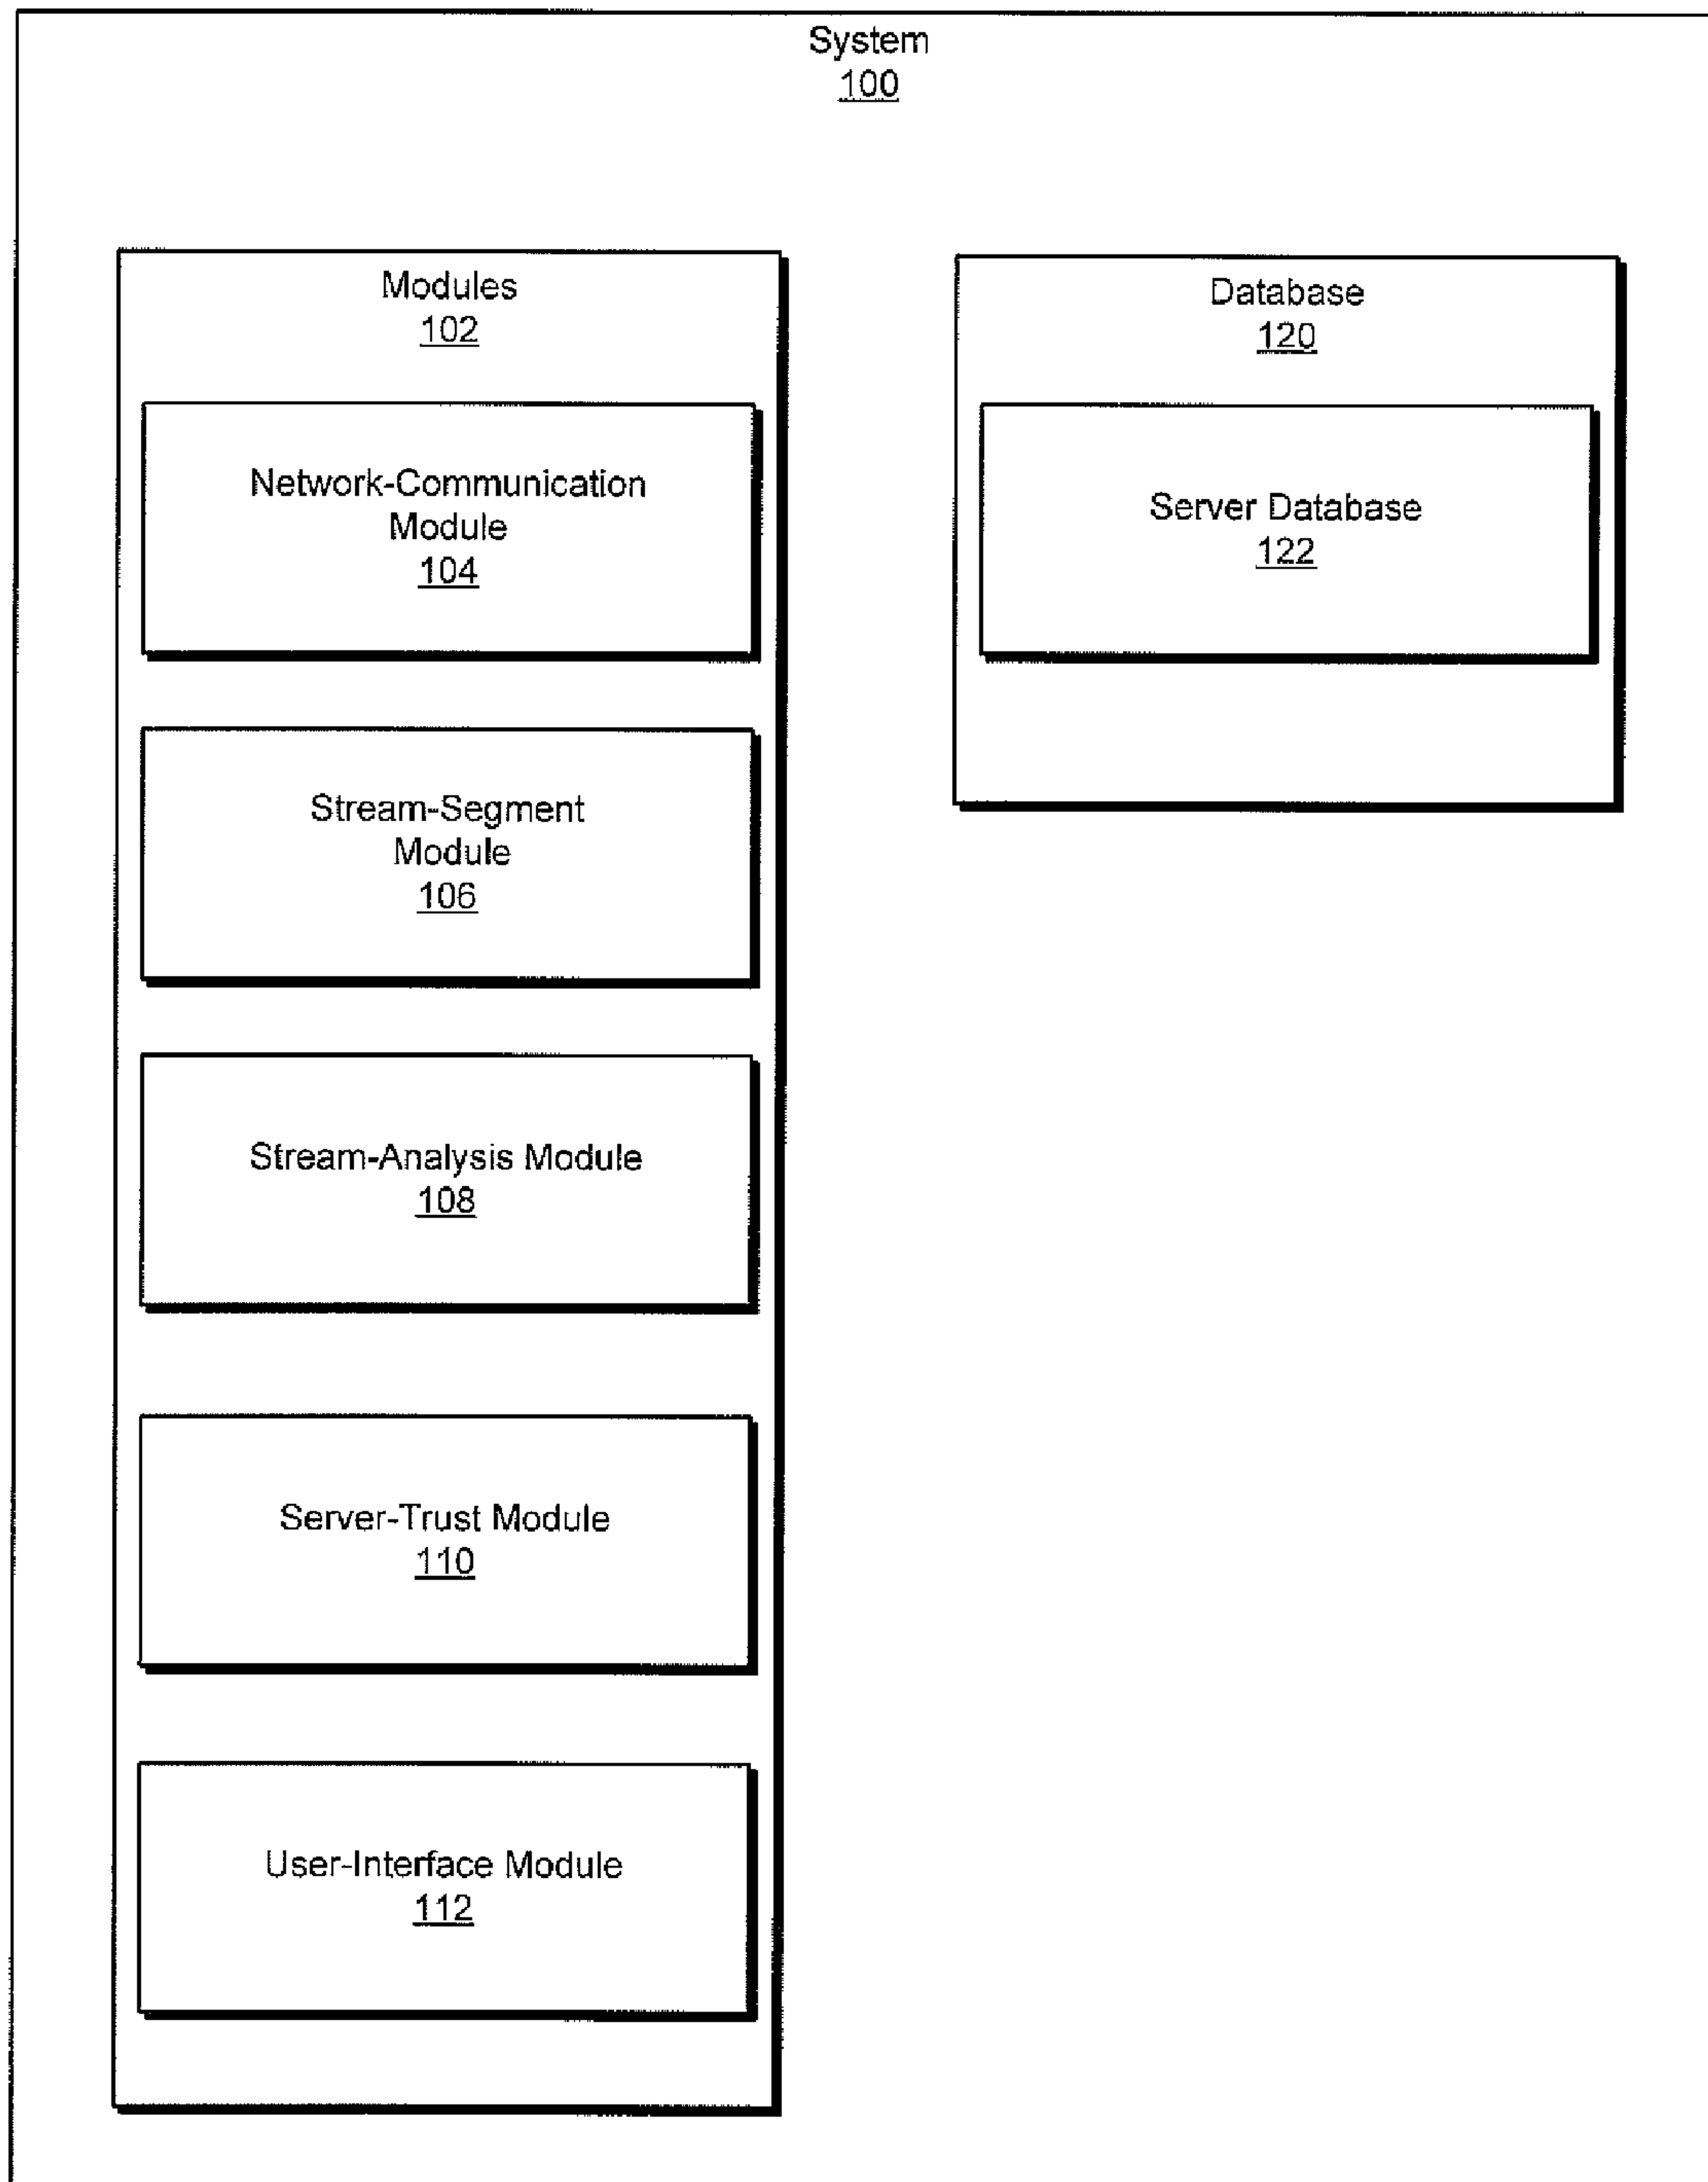 System
100
Modules
102
Network-Communication
Module
104
Stream-Segment
Module
106
Stream-Analysis Module
108
Server-Trust Module
110
User-Interface Module
112
Database
120
Server Database
122